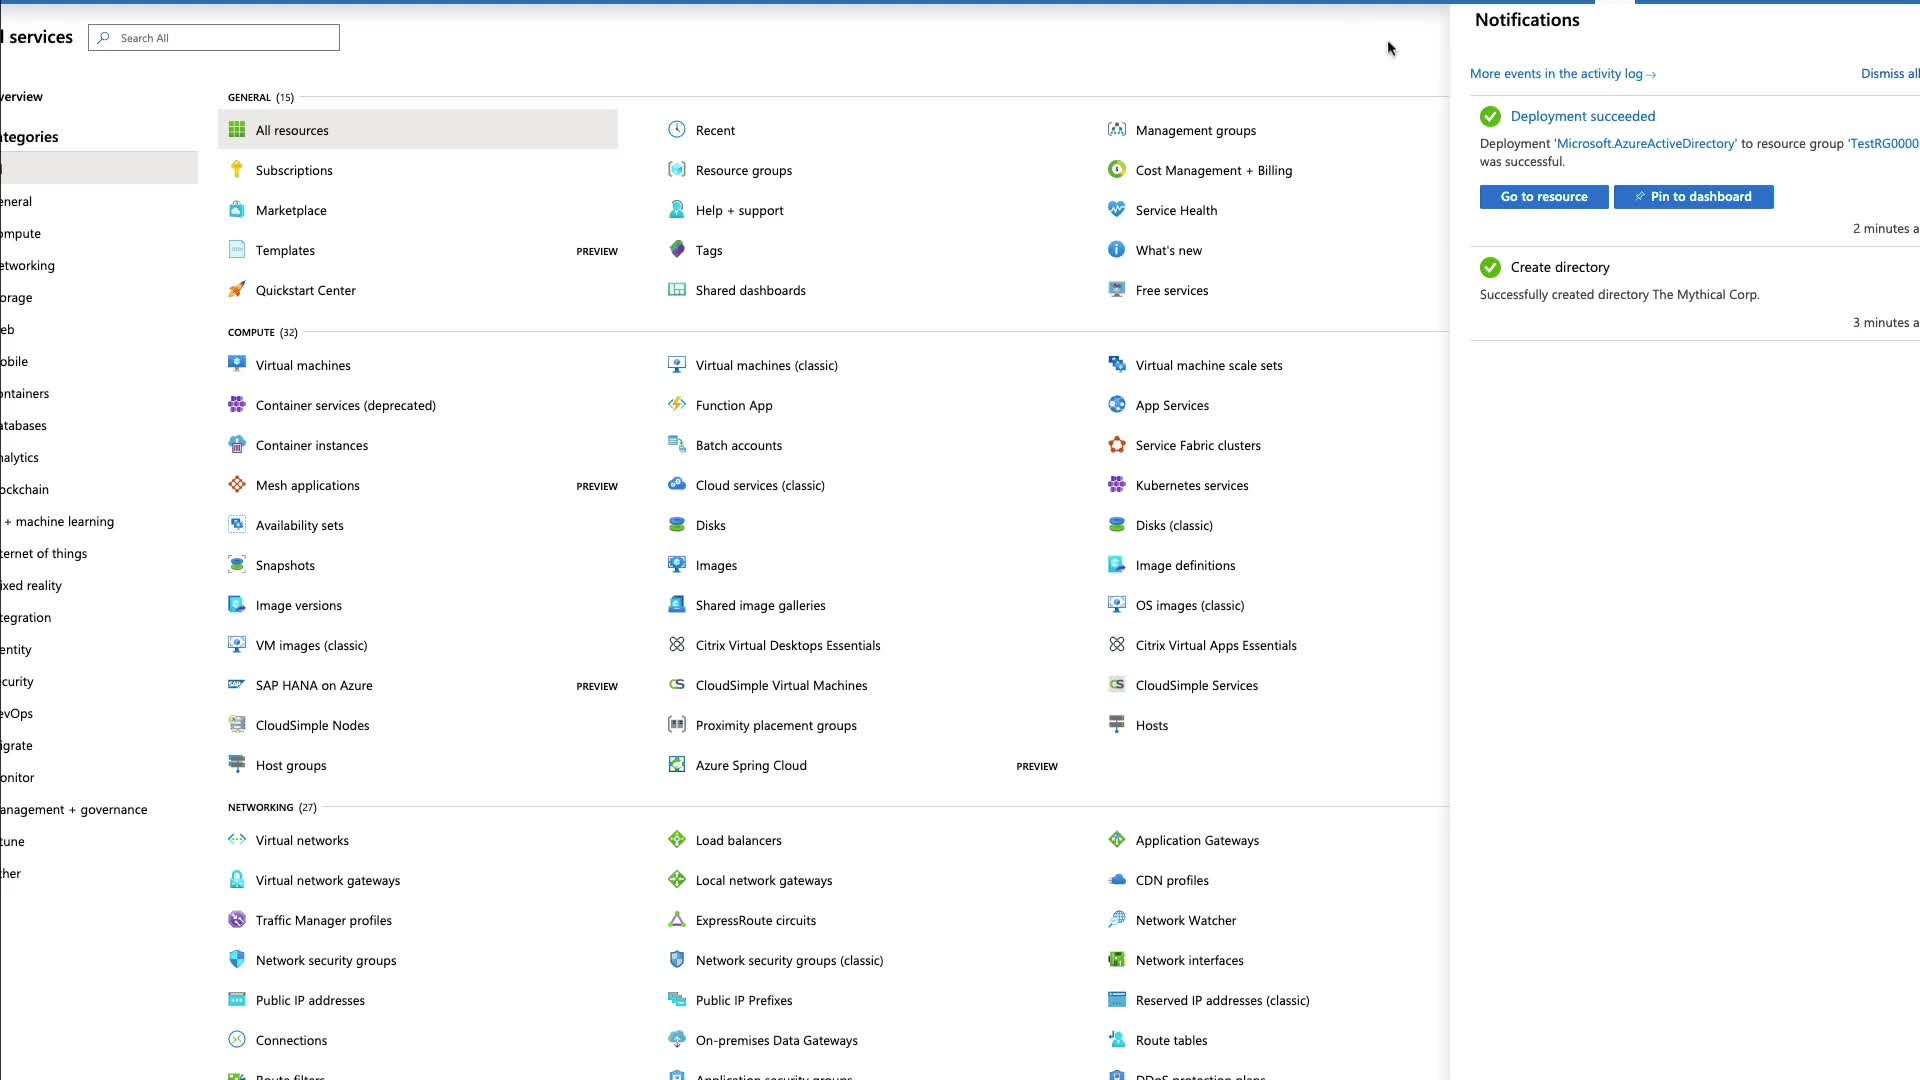 l services
Search All
verview
ategories
GENERAL (15)
All resources
Recent
Management groups
Subscriptions
Resource groups
Cost Management + Billing
Marketplace
Help + support
Service Health
Templates
PREVIEW
Tags
What's new
Quickstart Center
Shared dashboards
Free services
COMPUTE (32)
Virtual machines
Virtual machines (classic)
Virtual machine scale sets
Container services (deprecated)
Function App
App Services
Container instances
Batch accounts
Service Fabric clusters
Mesh applications
PREVIEW
Cloud services (classic)
Kubernetes services
Availability sets
Disks
Disks (classic)
Snapshots
Images
Image definitions
Image versions
Shared image galleries
OS images (classic)
VM images (classic)
Citrix Virtual Desktops Essentials
Citrix Virtual Apps Essentials
SAP HANA on Azure
PREVIEW
CloudSimple Virtual Machines
CloudSimple Services
CloudSimple Nodes
Proximity placement groups
Hosts
Host groups
Azure Spring Cloud
PREVIEW
NETWORKING (27)
Virtual networks
Load balancers
Application Gateways
Virtual network gateways
Local network gateways
CDN profiles
Traffic Manager profiles
ExpressRoute circuits
Network Watcher
Network security groups
Network security groups (classic)
Network interfaces
Public IP addresses
Public IP Prefixes
Reserved IP addresses (classic)
Connections
On-premises Data Gateways
Route tables
Route filters
Application security groups
DDoS protection plans
l
eneral
ompute
etworking
orage
eb
obile
ontainers
atabases
nalytics
ockchain
+ machine learning
ternet of things
ixed reality
tegration
entity
curity
evOps
igrate
onitor
anagement + governance
tune
ther
Notifications
More events in the activity log→
Dismiss all
Deployment succeeded
Deployment 'Microsoft.AzureActiveDirectory' to resource group 'TestRG0000
was successful.
Go to resource
Pin to dashboard
2 minutes a
Create directory
Successfully created directory The Mythical Corp.
3 minutes a